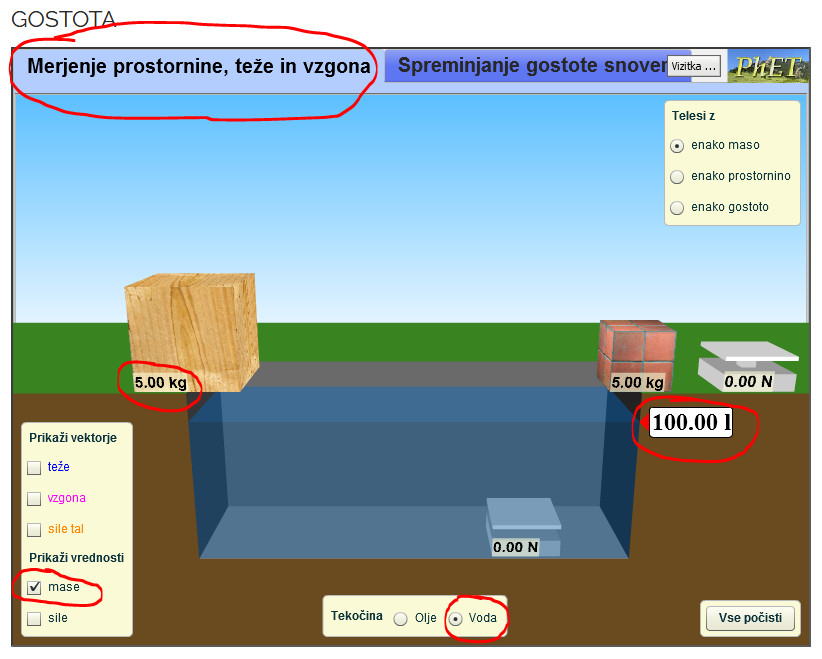 GOSTOTA
Merjenje prostornine, teže in vzgona
Spreminjanje gostote snover
Vizitka ...
PhET
Telesi z
enako maso
enako prostornino
enako gostoto
5.00 kg
5.00 kg
0.00 N
100.00 l
Prikaži vektorje
teže
vzgona
sile tal
Prikaži vrednosti
mase
sile
0.00 N
Tekočina
Olje
Voda
Vse počisti